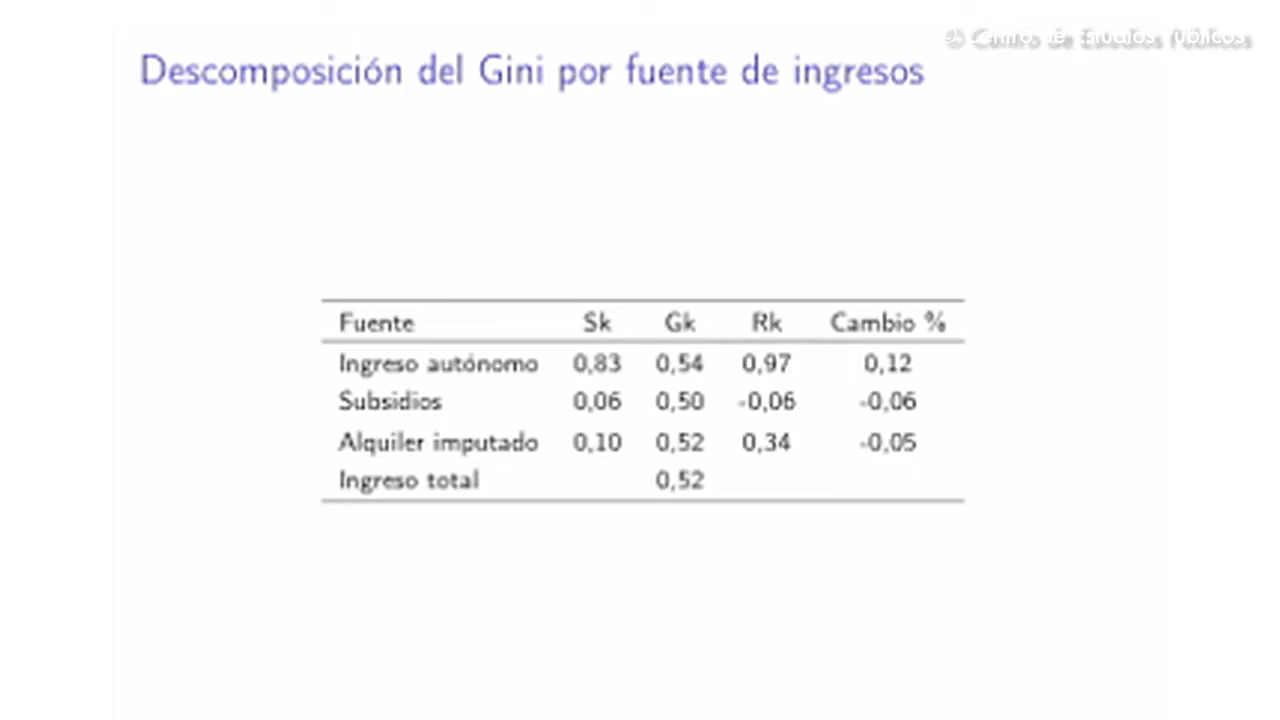 © Centro de Estudios Públicos
Descomposición del Gini por fuente de ingresos
Fuente Sk Gk Rk Cambio %
Ingreso autónomo 0,83 0,54 0,97 0,12
Subsidios 0,06 0,50 -0,06 -0,06
Alquiler imputado 0,10 0,52 0,34 -0,05
Ingreso total 0,52